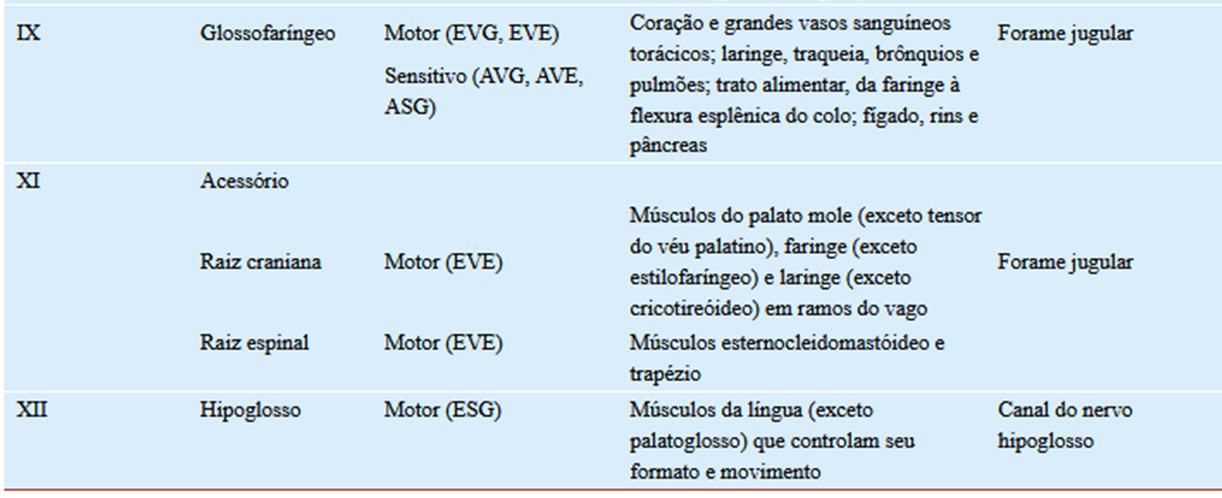 IX Glossofaríngeo Motor (EVG, EVE) Coração e grandes vasos sanguíneos Forame jugular
torácicos; laringe, traqueia, brônquios e
Sensitivo (AVG, AVE, pulmões; trato alimentar, da faringe à
ASG) flexura esplênica do colo; fígado, rins e
pâncreas
XI Acessório
Músculos do palato mole (exceto tensor
do véu palatino), faringe (exceto
Raiz craniana Motor (EVE) estilofaríngeo) e laringe (exceto Forame jugular
cricotireóideo) em ramos do vago
Raiz espinal Motor (EVE) Músculos esternocleidomastóideo e
trapézio
XII Hipoglosso Motor (ESG) Músculos da língua (exceto Canal do nervo
palatoglosso) que controlam seu hipoglosso
formato e movimento